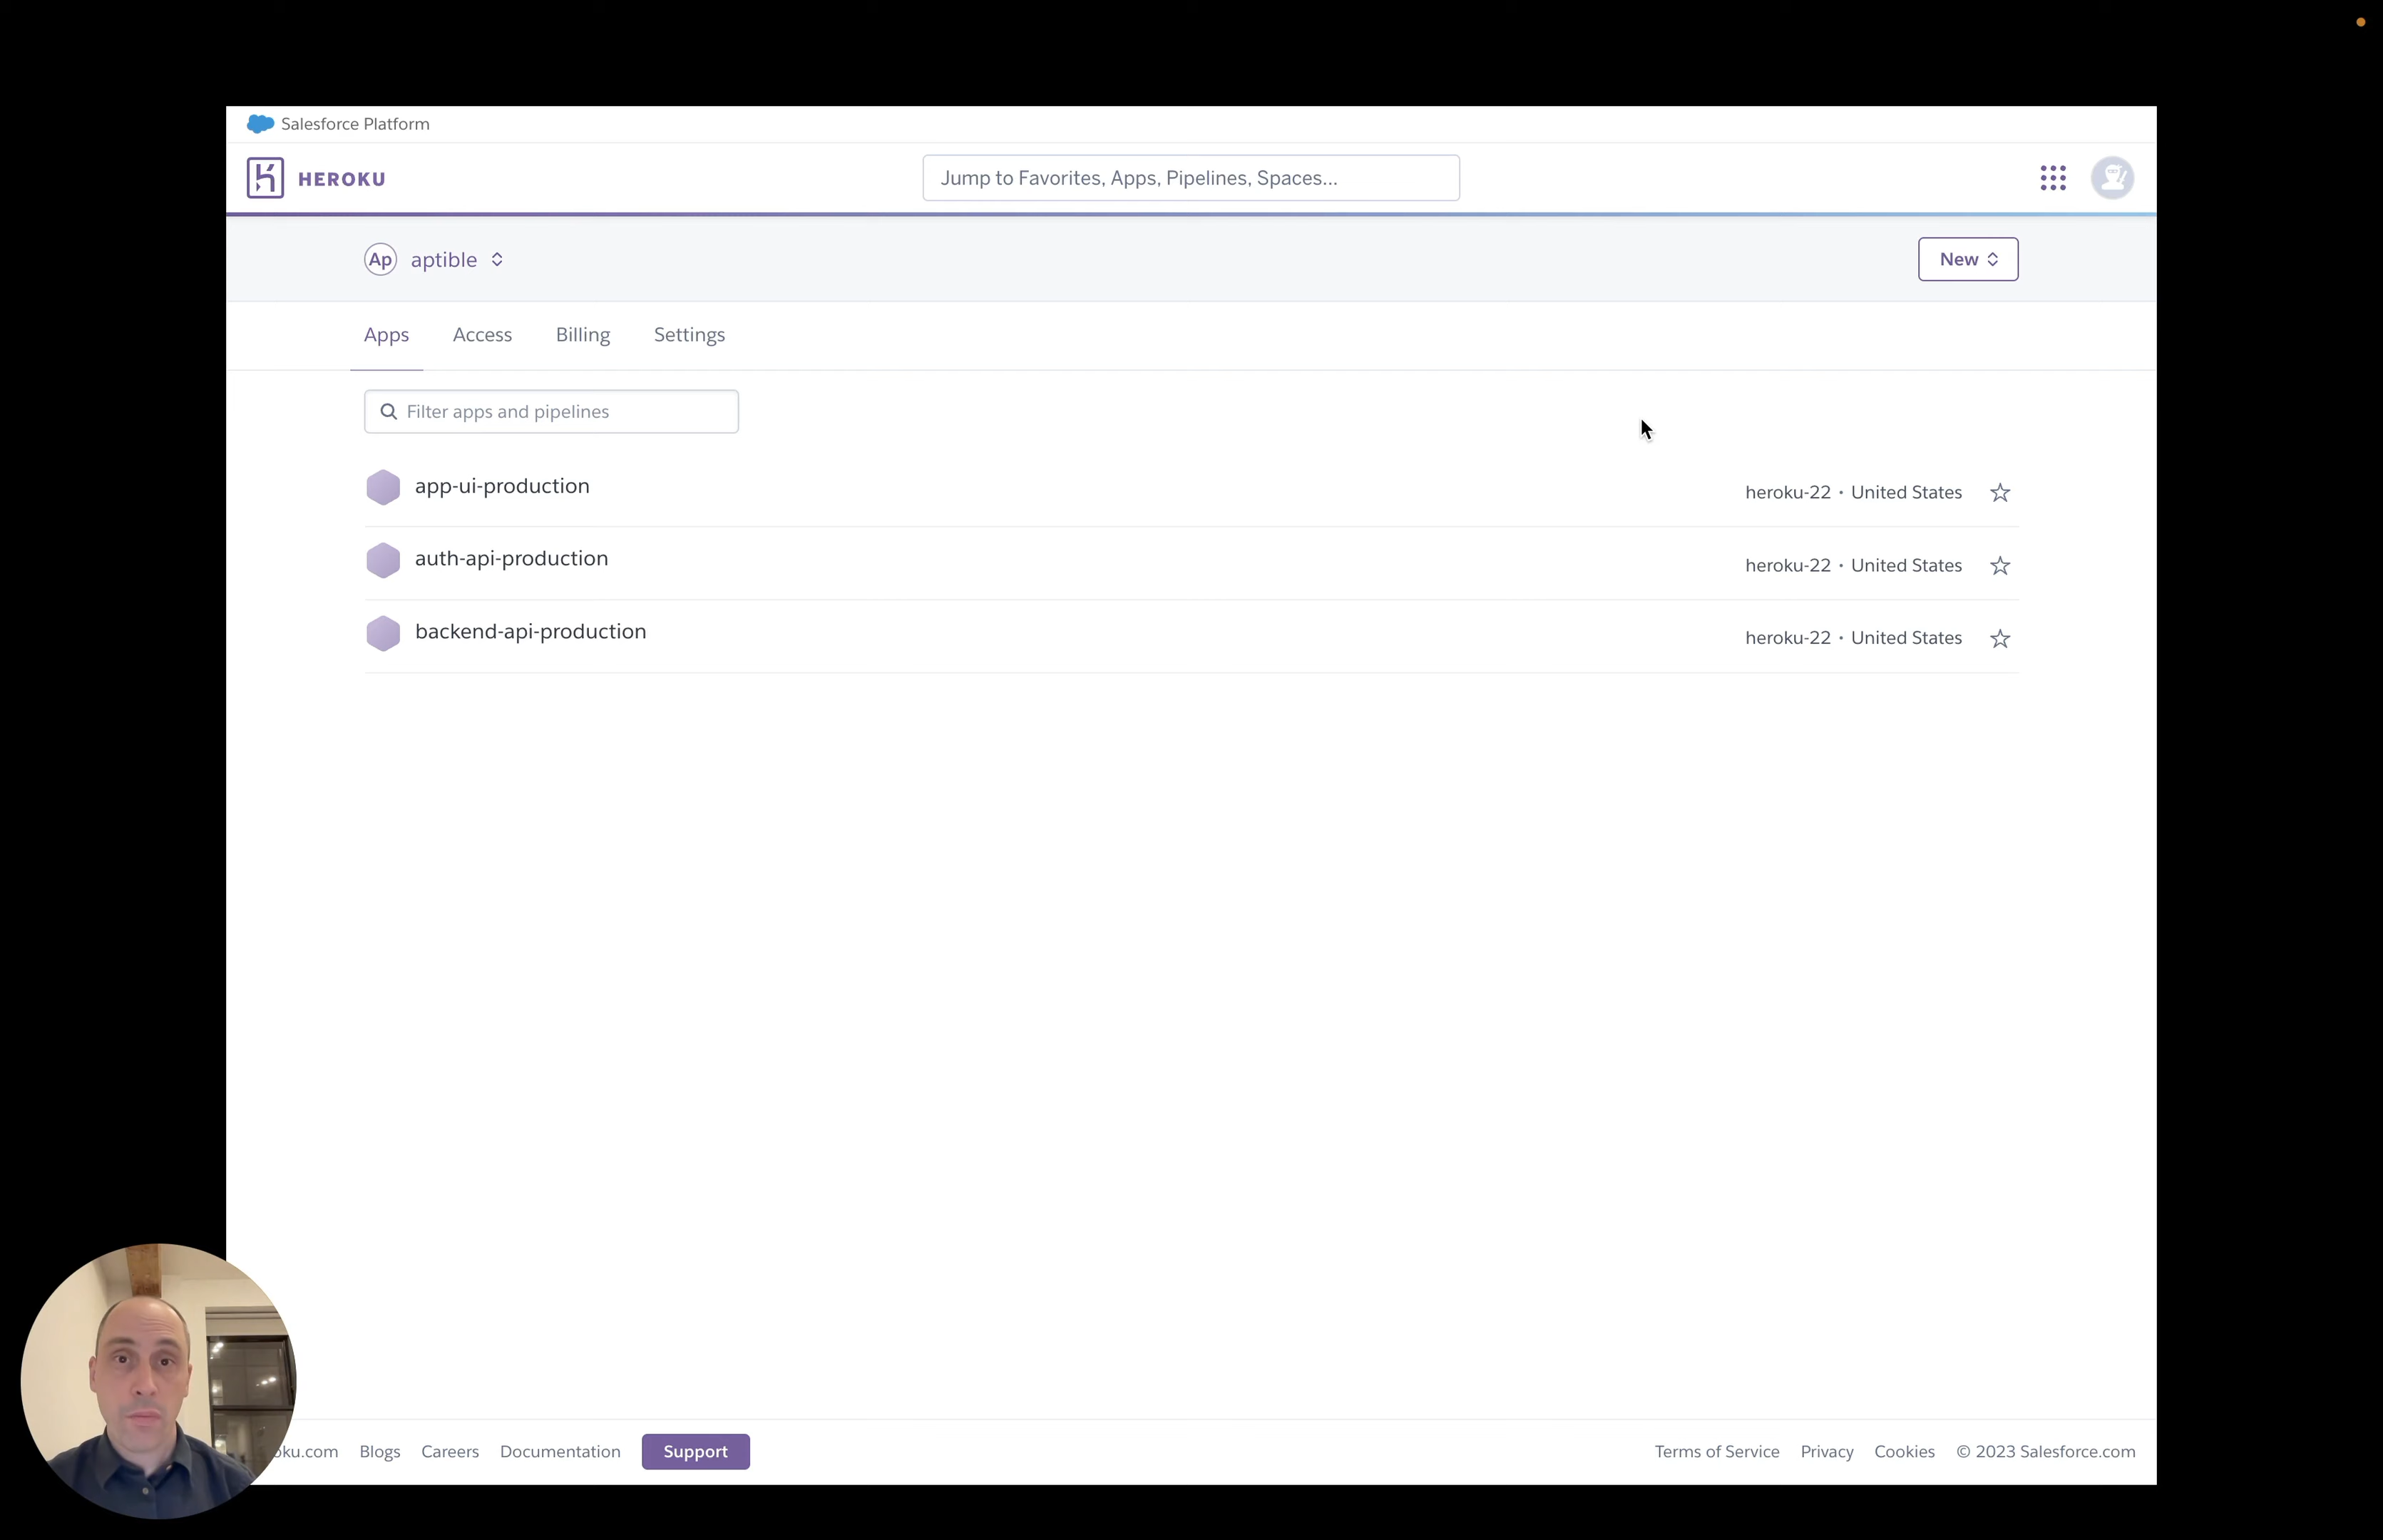 Salesforce Platform
HEROKU
Jump to Favorites, Apps, Pipelines, Spaces...
Ap aptible
New
Apps Access Billing Settings
Filter apps and pipelines
app-ui-production
heroku-22 • United States
auth-api-production
heroku-22 • United States
backend-api-production
heroku-22 • United States
oku.com Blogs Careers Documentation Support
Terms of Service Privacy Cookies © 2023 Salesforce.com